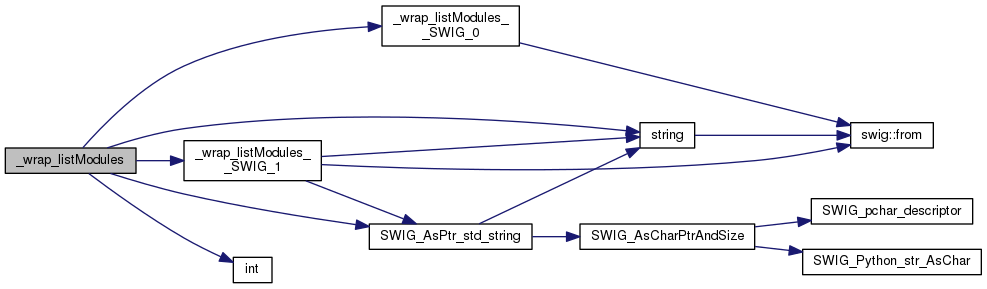 _wrap_listModules
_wrap_listModules_
_SWIG_0
_wrap_listModules_
_SWIG_1
int
SWIG_AsPtr_std_string
string
swig::from
SWIG_AsCharPtrAndSize
SWIG_pchar_descriptor
SWIG_Python_str_AsChar